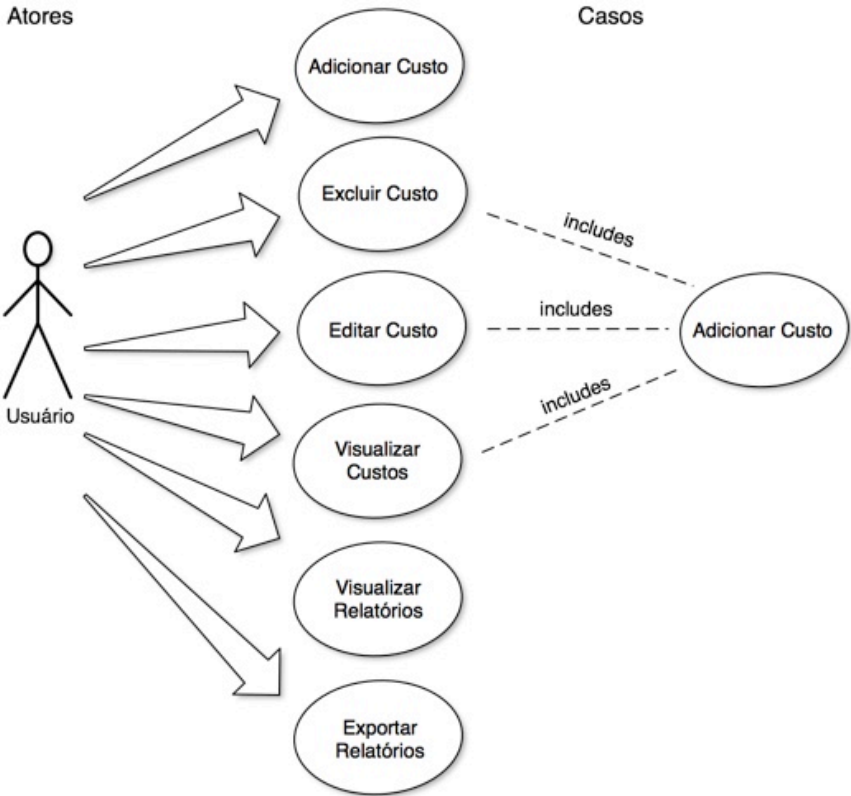 Atores
Casos
Adicionar Custo
Excluir Custo
includes
Editar Custo
includes
Adicionar Custo
includes
Usuário
Visualizar
Custos
Visualizar
Relatórios
Exportar
Relatórios